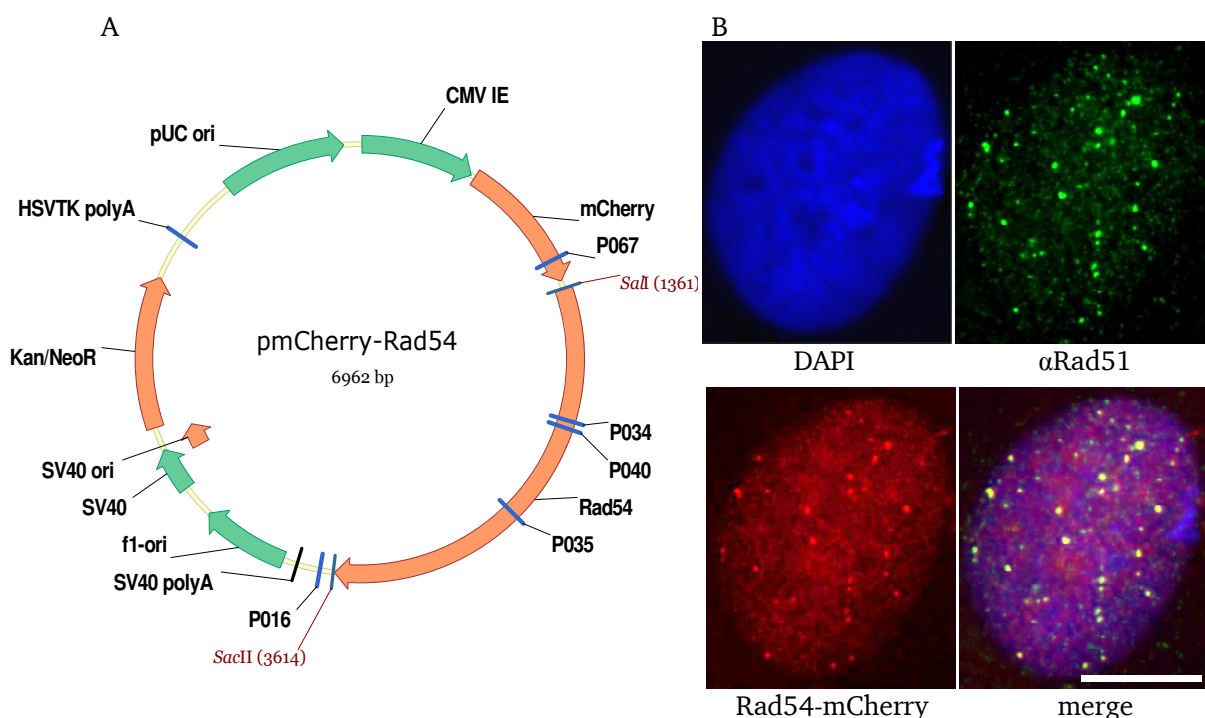 A
B
CMV IE
pUC ori
mCherry
HSVTK polyA
P067
SalI (1361)
pmCherry-Rad54
6962 bp
Kan/NeoR
DAPI
αRad51
P034
SV40 ori
P040
SV40
Rad54
P035
f1-ori
SV40 polyA
P016
SacII (3614)
Rad54-mCherry
merge